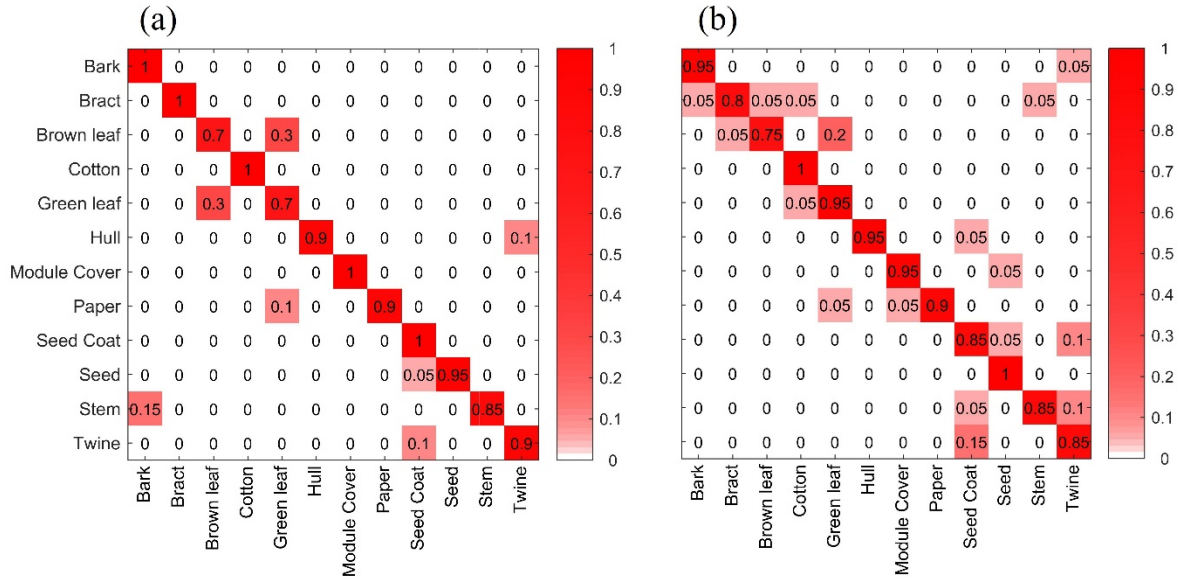 (a) (b)
1 1
Bark 1 0 0 0 0 0 0 0 0 0 0 0 0.95 0 0 0 0 0 0 0 0 0 0 0.05
0.9 0.9
Bract 0 1 0 0 0 0 0 0 0 0 0 0 0.05 0.8 0.05 0.05 0 0 0 0 0 0 0.05 0
0.8 0.8
Brown leaf 0 0 0.7 0 0.3 0 0 0 0 0 0 0 0 0.05 0.75 0 0.2 0 0 0 0 0 0 0
0.7 0.7
Cotton 0 0 0 1 0 0 0 0 0 0 0 0 0 0 0 1 0 0 0 0 0 0 0 0
Green leaf 0 0 0.3 0 0.7 0 0 0 0 0 0 0 0 0 0 0.05 0.95 0 0 0 0 0 0 0
0.6 0.6
Hull 0 0 0 0 0 0.9 0 0 0 0 0 0.1 0 0 0 0 0 0.95 0 0 0.05 0 0 0
0.5 0.5
Module Cover 0 0 0 0 0 0 1 0 0 0 0 0 0 0 0 0 0 0 0.95 0 0 0.05 0 0
0.4 0.4
Paper 0 0 0 0 0.1 0 0 0.9 0 0 0 0 0 0 0 0 0.05 0 0.05 0.9 0 0 0 0
0.3 0.3
Seed Coat 0 0 0 0 0 0 0 0 1 0 0 0 0 0 0 0 0 0 0 0 0.85 0.05 0 0.1
Seed 0 0 0 0 0 0 0 0 0.05 0.95 0 0 0 0 0 0 0 0 0 0 0 1 0 0
0.2 0.2
Stem 0.15 0 0 0 0 0 0 0 0 0 0.85 0 0 0 0 0 0 0 0 0 0.05 0 0.85 0.1
0.1 0.1
Twine 0 0 0 0 0 0 0 0 0.1 0 0 0.9 0 0 0 0 0 0 0 0 0.15 0 0 0.85
0 0
Bark Bract Brown leaf Cotton Green leaf Hull Module Cover Paper Seed Coat Seed Stem Twine Bark Bract Brown leaf Cotton Green leaf Hull Module Cover Paper Seed Coat Seed Stem Twine